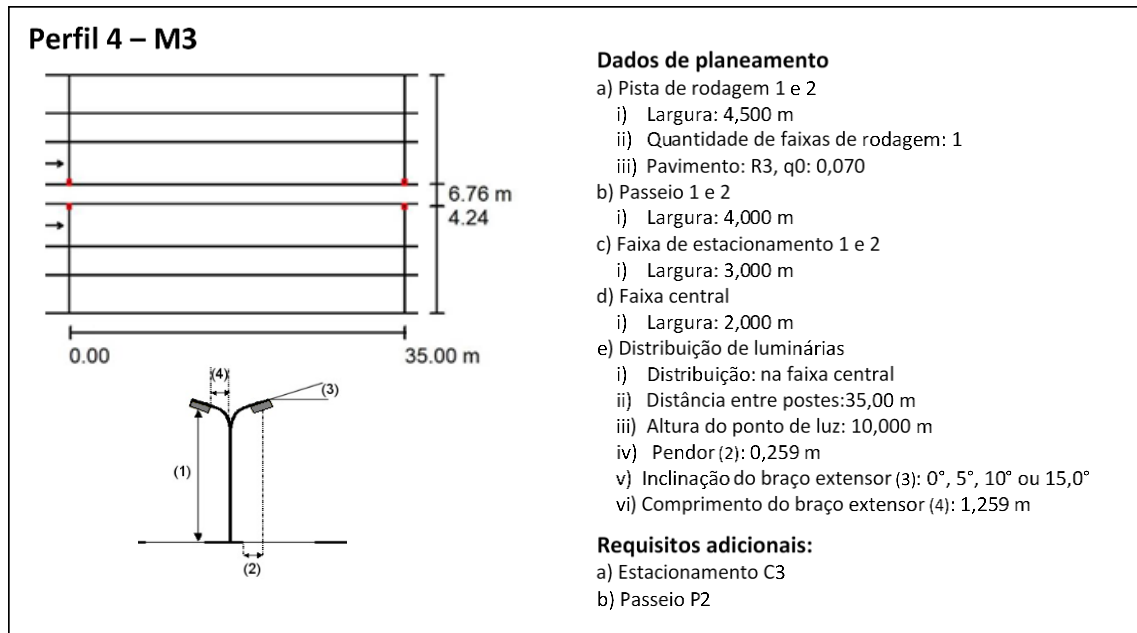 Perfil 4 – M3
6.76 m
4.24
0.00
35.00 m
(4)
(3)
(1)
(2)
Dados de planeamento
a) Pista de rodagem 1 e 2
i) Largura: 4,500 m
ii) Quantidade de faixas de rodagem: 1
iii) Pavimento: R3, q0: 0,070
b) Passeio 1 e 2
i) Largura: 4,000 m
c) Faixa de estacionamento 1 e 2
i) Largura: 3,000 m
d) Faixa central
i) Largura: 2,000 m
e) Distribuição de luminárias
i) Distribuição: na faixa central
ii) Distância entre postes:35,00 m
iii) Altura do ponto de luz: 10,000 m
iv) Pendor (2): 0,259 m
v) Inclinação do braço extensor (3): 0°, 5°, 10° ou 15,0°
vi) Comprimento do braço extensor (4): 1,259 m
Requisitos adicionais:
a) Estacionamento C3
b) Passeio P2